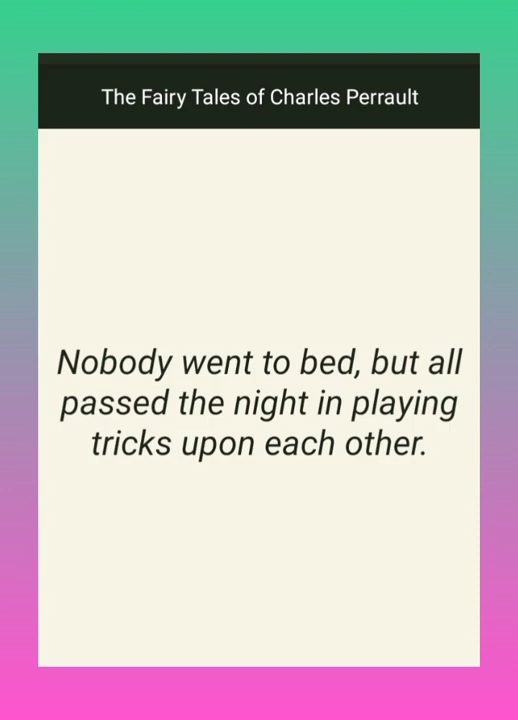 The Fairy Tales of Charles Perrault
Nobody went to bed, but all
passed the night in playing
tricks upon each other.